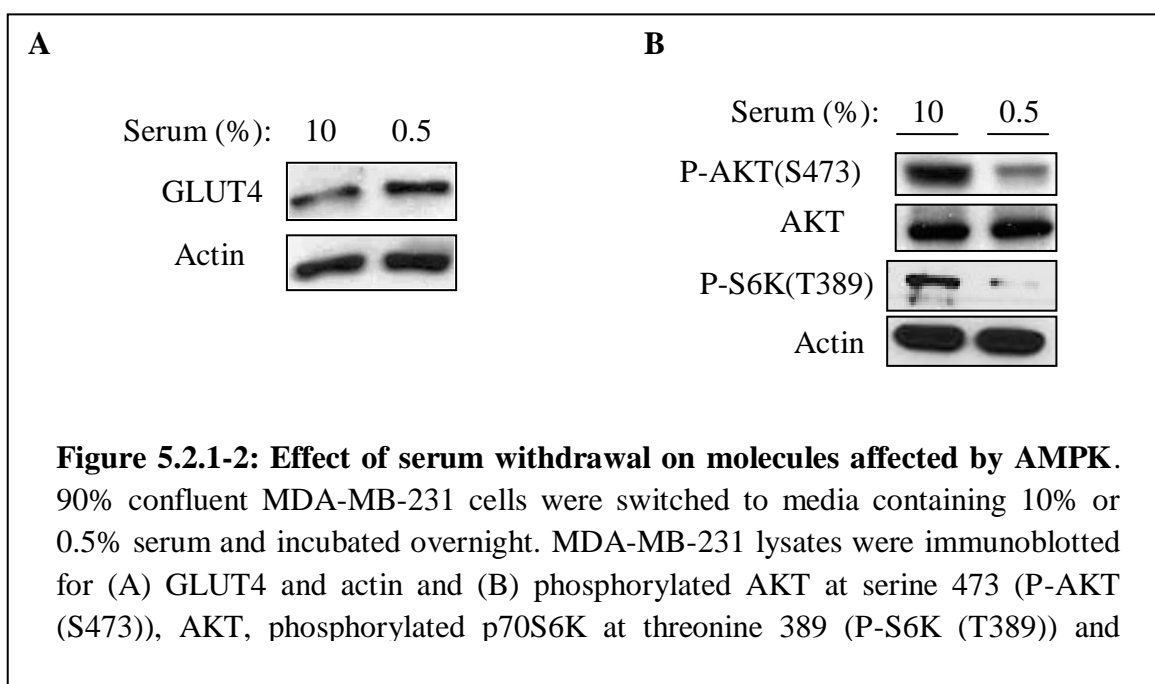 A
B
Serum (%): 10 0.5
GLUT4
Actin
Serum (%): 10 0.5
P-AKT(S473)
AKT
P-S6K(T389)
Actin
Figure 5.2.1-2: Effect of serum withdrawal on molecules affected by AMPK.
90% confluent MDA-MB-231 cells were switched to media containing 10% or
0.5% serum and incubated overnight. MDA-MB-231 lysates were immunoblotted
for (A) GLUT4 and actin and (B) phosphorylated AKT at serine 473 (P-AKT
(S473)), AKT, phosphorylated p70S6K at threonine 389 (P-S6K (T389)) and